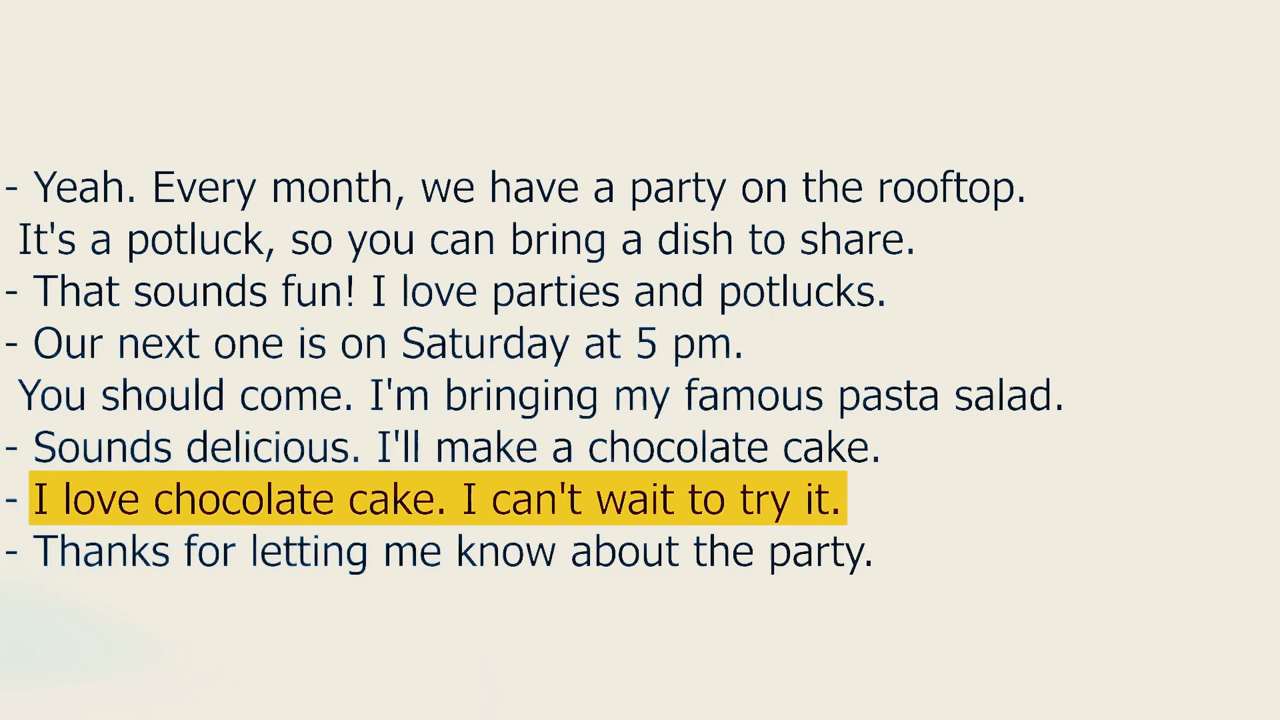 - Yeah. Every month, we have a party on the rooftop.
It's a potluck, so you can bring a dish to share.
- That sounds fun! I love parties and potlucks.
- Our next one is on Saturday at 5 pm.
You should come. I'm bringing my famous pasta salad.
- Sounds delicious. I'll make a chocolate cake.
- I love chocolate cake. I can't wait to try it.
- Thanks for letting me know about the party.